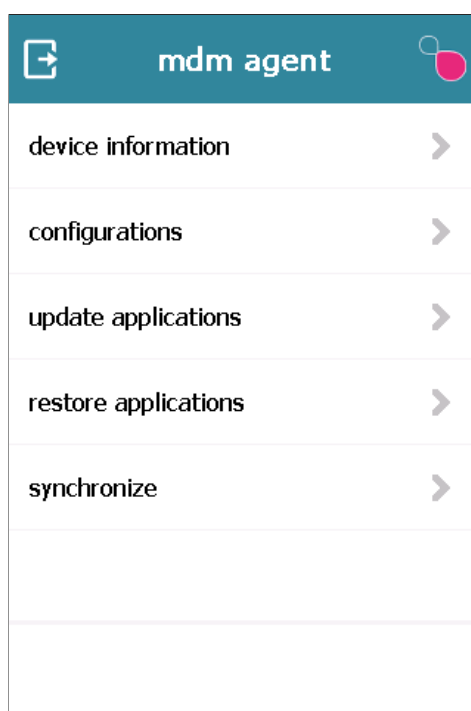 mdm agent
device information
configurations
update applications
restore applications
synchronize